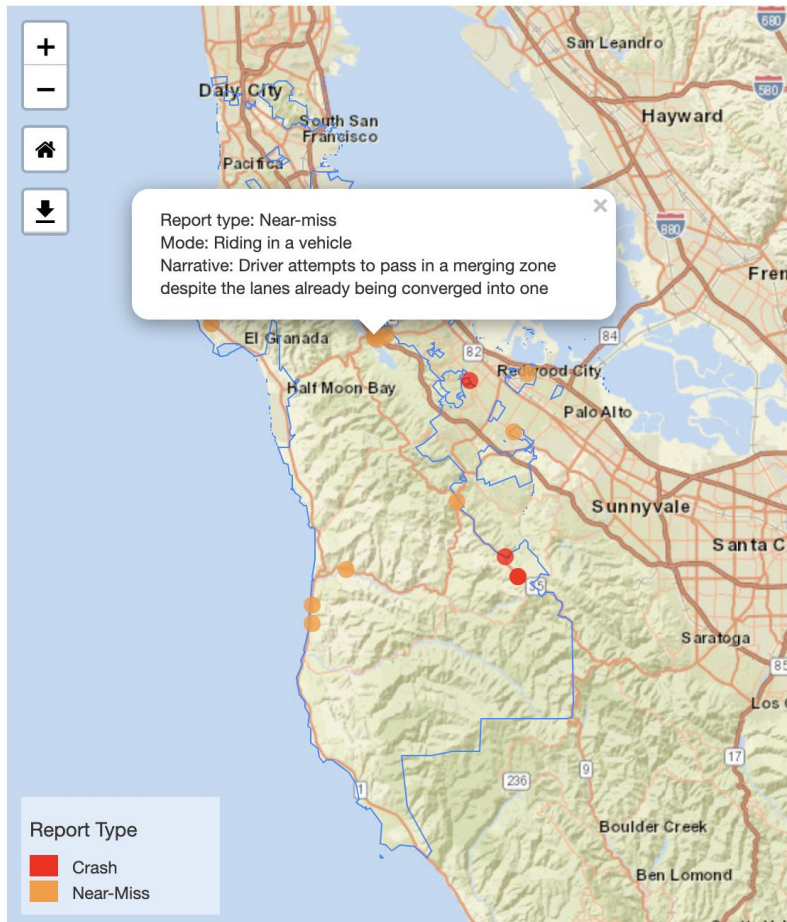 680
San Leandro
580
Daly City
Hayward
South San
Francisco
Pacifica
880
Report type: Near-miss
Mode: Riding in a vehicle
Narrative: Driver attempts to pass in a merging zone
despite the lanes already being converged into one
Frem
El Granada
84
82
Redwood City
Half Moon Bay
Palo Alto
Sunnyvale
Santa C
35
Saratoga
85
Los
17
9
236
1
Report Type
Boulder Creek
Crash
Near-Miss
Ben Lomond